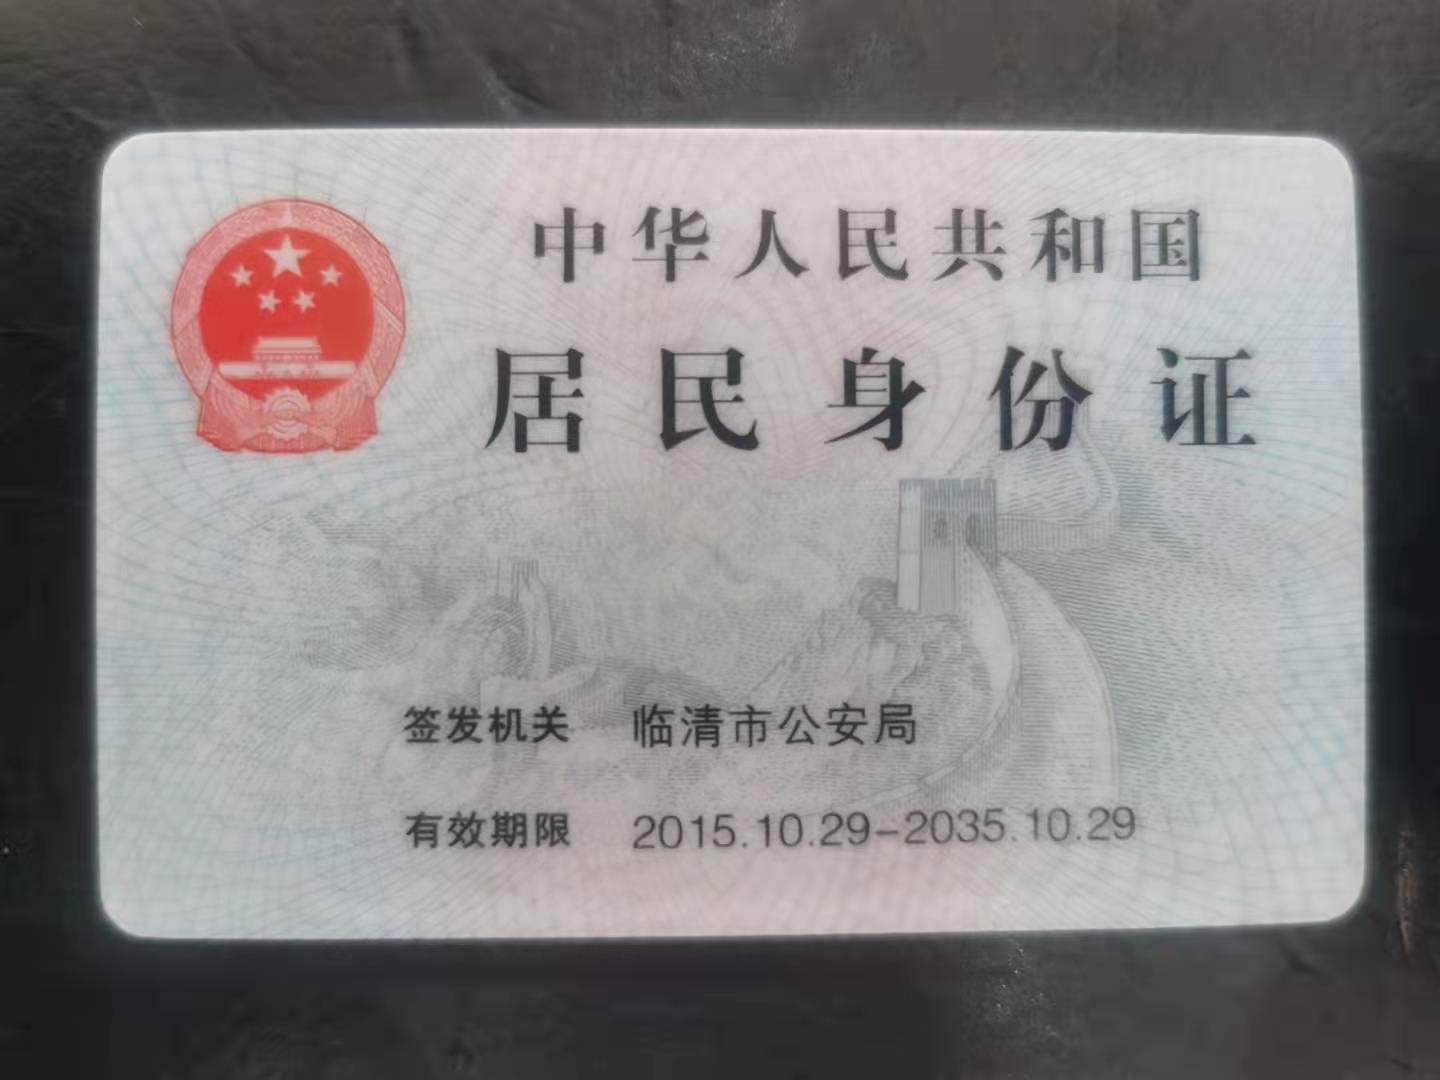 中华人民共和国
居民身份证
签发机关 临清市公安局
有效期限 2015.10.29-2035.10.29